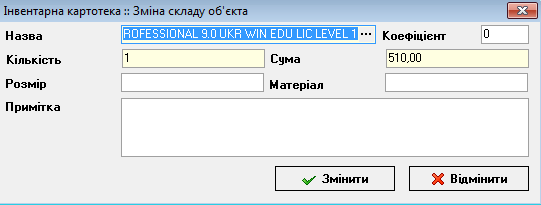 Інвентарна картотека :: Зміна складу об'єкта
Назва ROFESSIONAL 9.0 UKR WIN EDU LIC LEVEL 1 ... Коефіцієнт 0
Кількість 1 Сума 510,00
Розмір Матеріал
Примітка
Змінити Відмінити